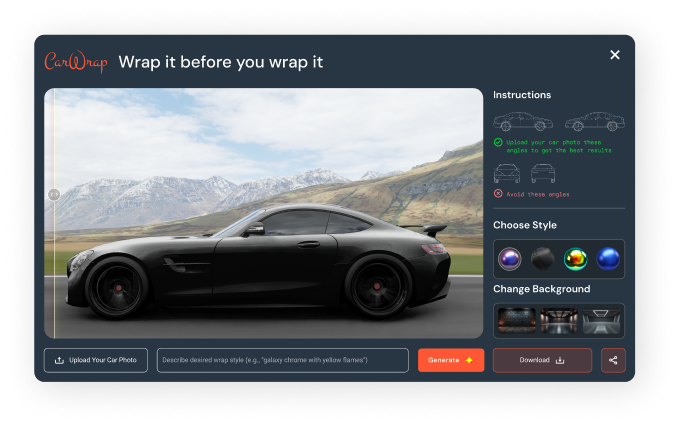 CarWrap
Wrap it before you wrap it
Instructions
Upload your car photo these
angles to get the best results
Avoid these angles
Choose Style
Change Background
Upload Your Car Photo
Describe desired wrap style (e.g., "galaxy chrome with yellow flames")
Generate
Download